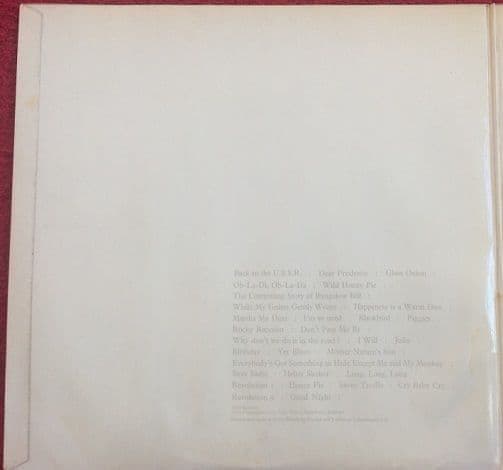 Back in the U.S.S.R. : Dear Prudence : Glass Onion :
Ob-La-Di, Ob-La-Da : Wild Honey Pie :
The Continuing Story of Bungalow Bill :
While My Guitar Gently Weeps : Happiness is a Warm Gun :
Martha My Dear : I'm so tired : Blackbird : Piggies :
Rocky Raccoon : Don't Pass Me By :
Why don't we do it in the road? : I Will : Julia :
Birthday : Yer Blues : Mother Nature's Son :
Everybody's Got Something to Hide Except Me and My Monkey :
Sexy Sadie : Helter Skelter : Long, Long, Long :
Revolution 1 : Honey Pie : Savoy Truffle : Cry Baby Cry :
Revolution 9 : Good Night :